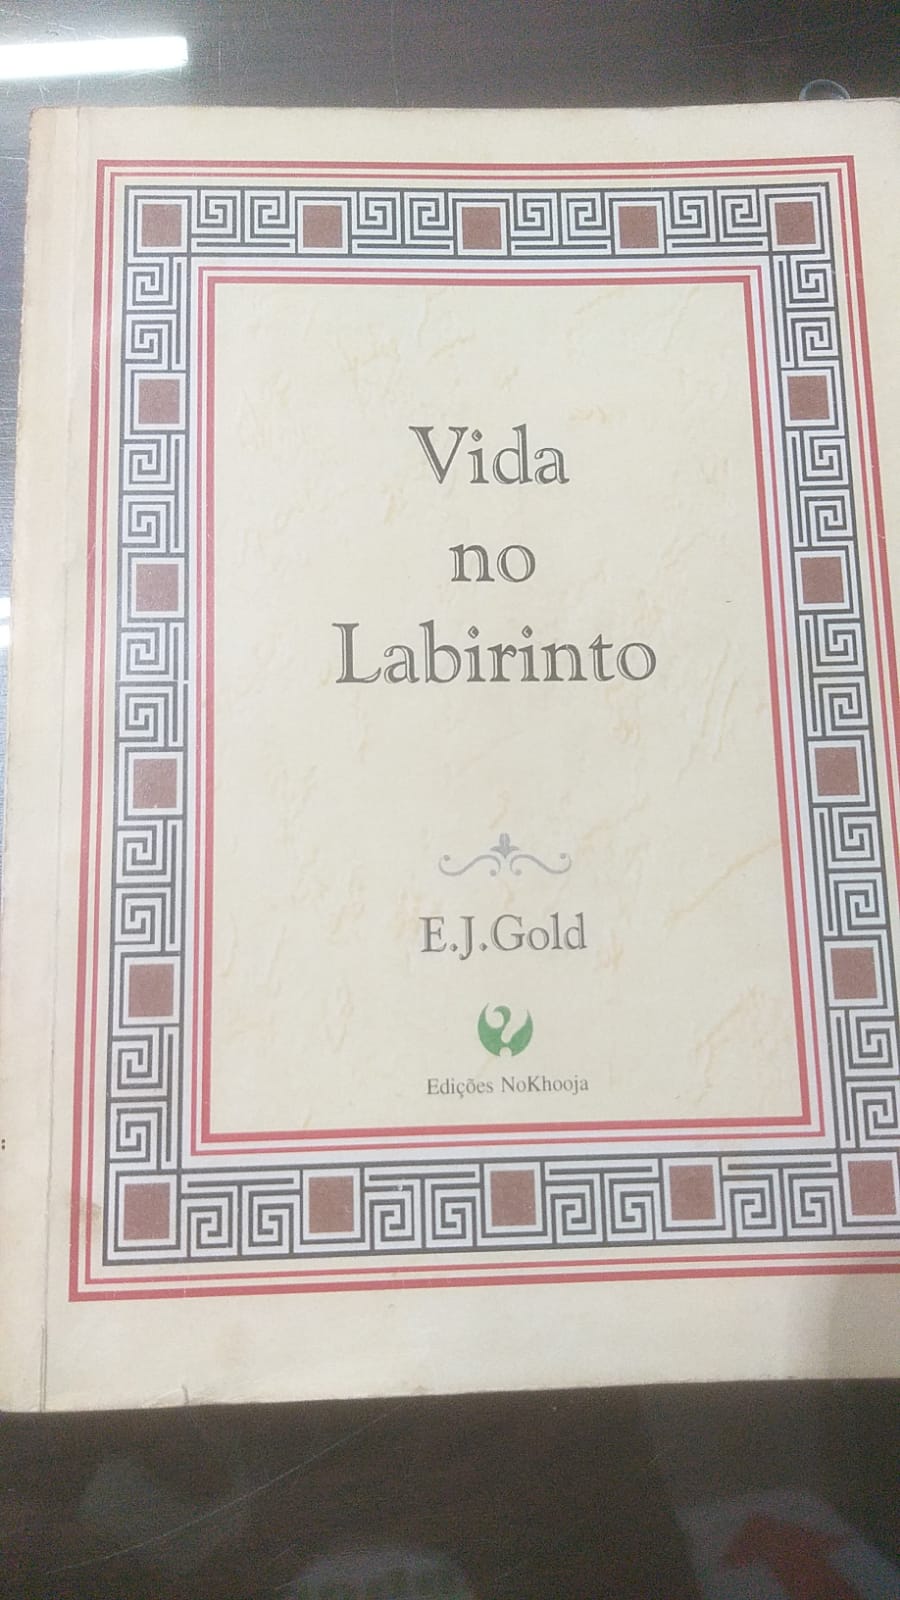 Vida
no
Labirinto
E.J.Gold
Edições NoKhooja